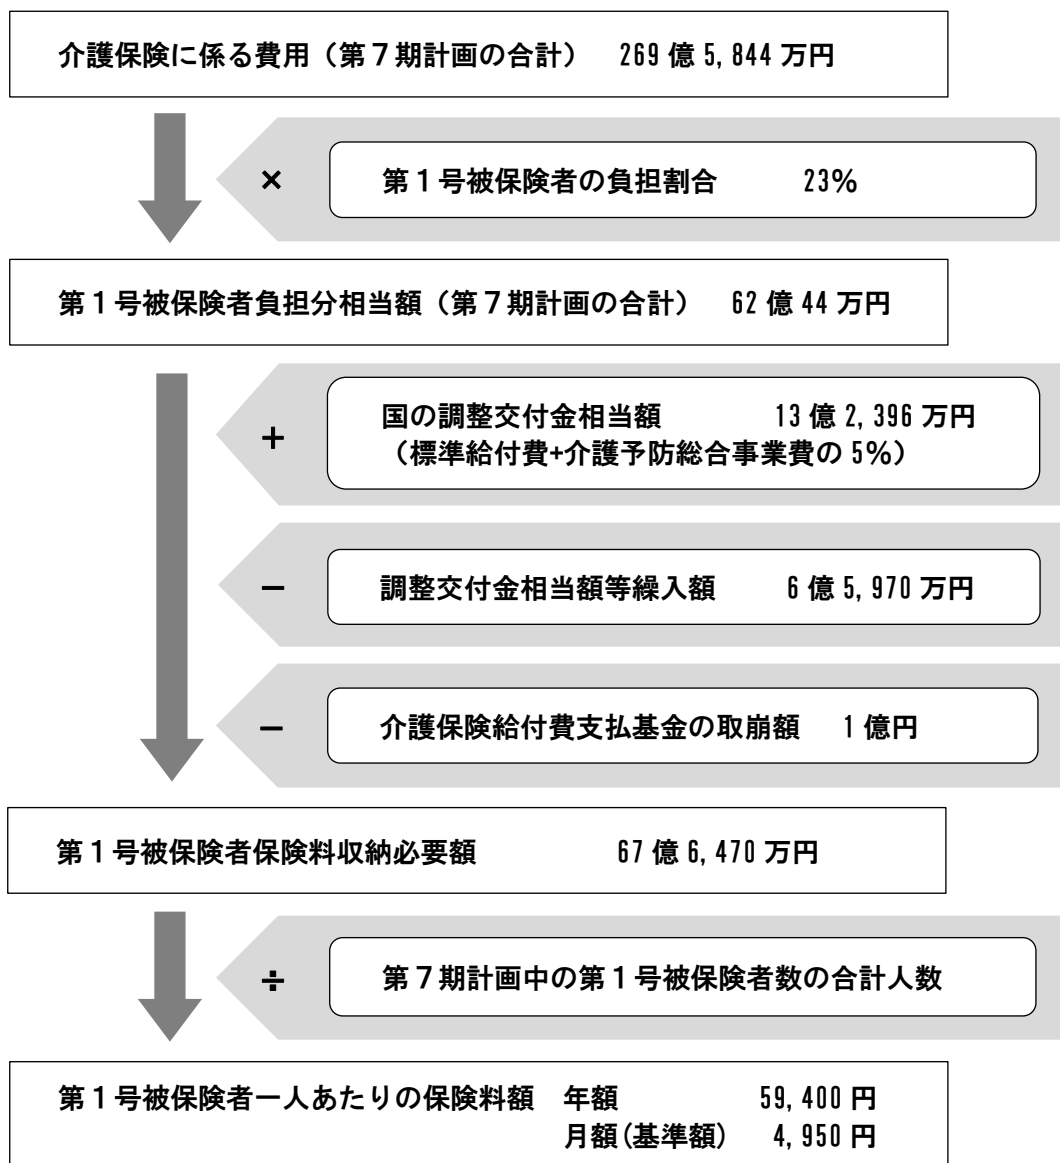 介護保険に係る費用（第７期計画の合計） 269 億 5,844 万円
× 第１号被保険者の負担割合 23％
第１号被保険者負担分相当額（第７期計画の合計） 62 億 44 万円
＋ 国の調整交付金相当額 13 億 2,396 万円
（標準給付費+介護予防総合事業費の 5％）
－ 調整交付金相当額等繰入額 6 億 5,970 万円
－ 介護保険給付費支払基金の取崩額 1 億円
第１号被保険者保険料収納必要額 67 億 6,470 万円
÷ 第７期計画中の第１号被保険者数の合計人数
第１号被保険者一人あたりの保険料額 年額 59,400 円
月額(基準額) 4,950 円